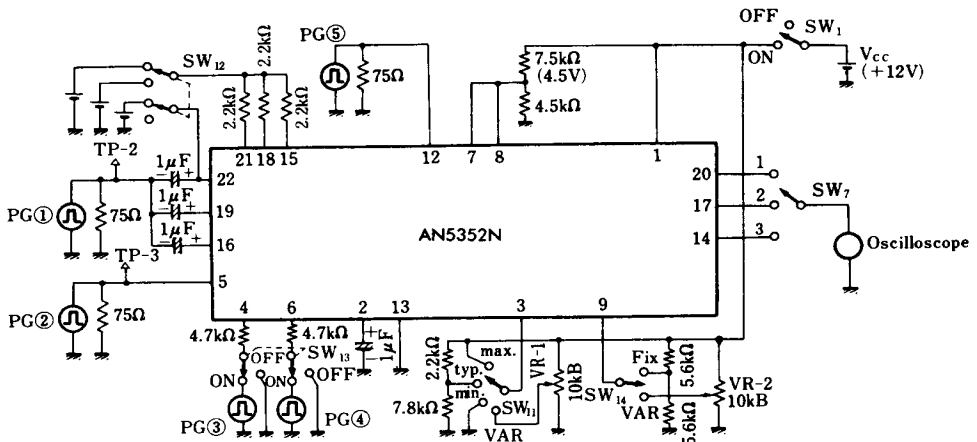 OFF
SW₁
ON
Vcc
(+12V)
PG⑤
75Ω
7.5kΩ
(4.5V)
4.5kΩ
SW₁₂
2.2kΩ
2.2kΩ
2.2kΩ
TP-2
1μF
1μF
1μF
PG①
75Ω
TP-3
PG②
75Ω
21 18 15 12 7 8 1
22
19
16
5
AN5352N
20
17
14
1
2
3
SW₇
Oscilloscope
4 6 2 13 3 9
4.7kΩ
4.7kΩ
1μF
OFF
SW₁₃
ON
ON
OFF
PG③
PG④
2.2kΩ
7.8kΩ
max.
typ.
min.
SW₁₁
VAR
VR-1
10kB
Fix
SW₁₄
VAR
5.6kΩ
5.6kΩ
VR-2
10kB